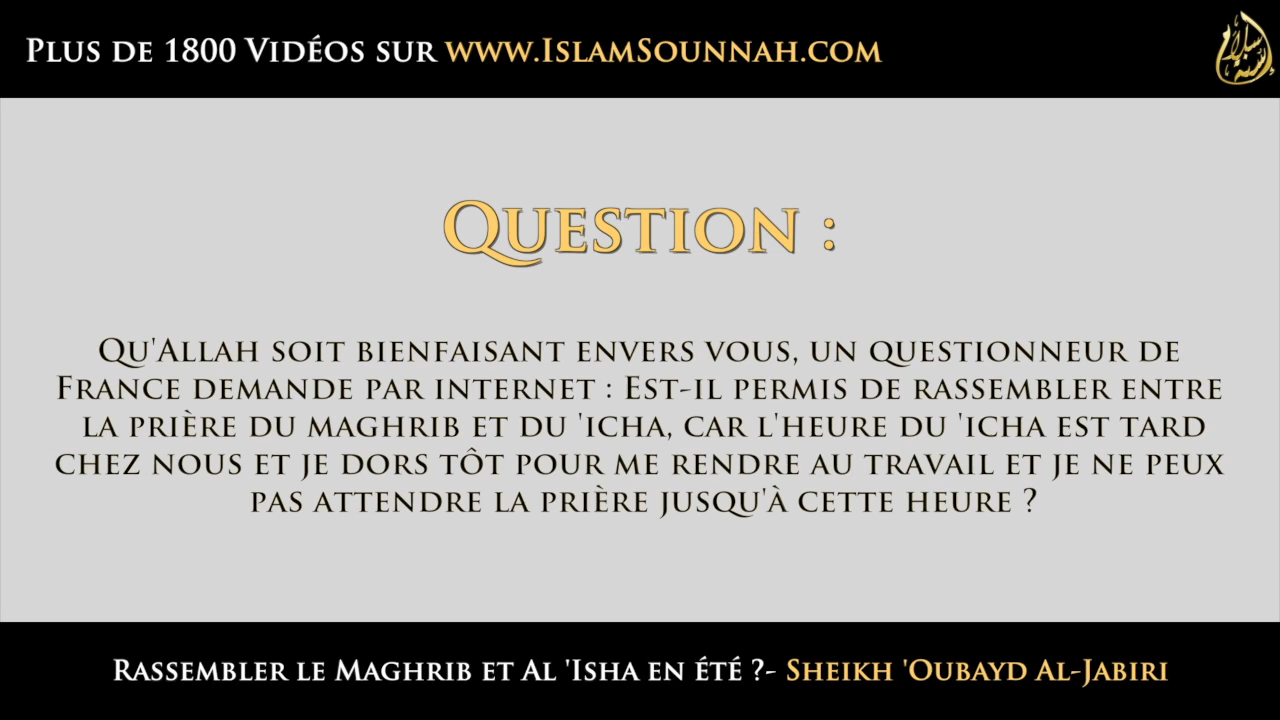 Plus de 1800 Vidéos sur www.IslamSounnah.com
Question :
Qu'Allah soit bienfaisant envers vous, un questionneur de
France demande par internet : Est-il permis de rassembler entre
la prière du maghrib et du 'icha, car l'heure du 'icha est tard
chez nous et je dors tôt pour me rendre au travail et je ne peux
pas attendre la prière jusqu'à cette heure ?
Rassembler le Maghrib et Al 'Isha en été ?- Sheikh 'Oubayd Al-Jabiri